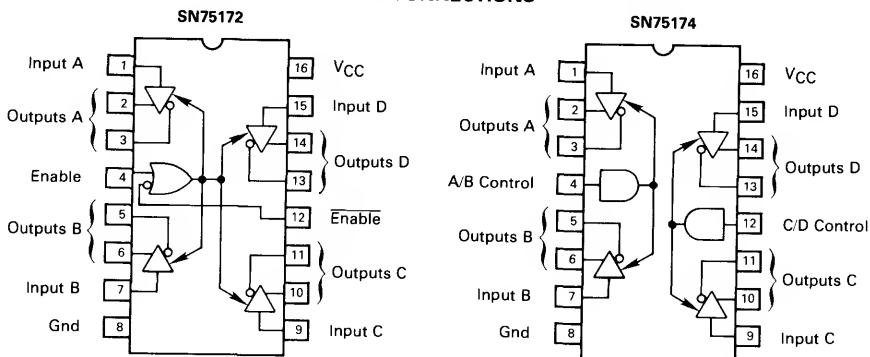 SN75172
Input A 1
16 VCC
Outputs A 2
15 Input D
3
14 Outputs D
Enable 4
13
Outputs B 5
12 Enable
6
11 Outputs C
Input B 7
10
Gnd 8
9 Input C
SN75174
Input A 1
16 VCC
Outputs A 2
15 Input D
3
14 Outputs D
A/B Control 4
13
Outputs B 5
12 C/D Control
6
11 Outputs C
Input B 7
10
Gnd 8
9 Input C